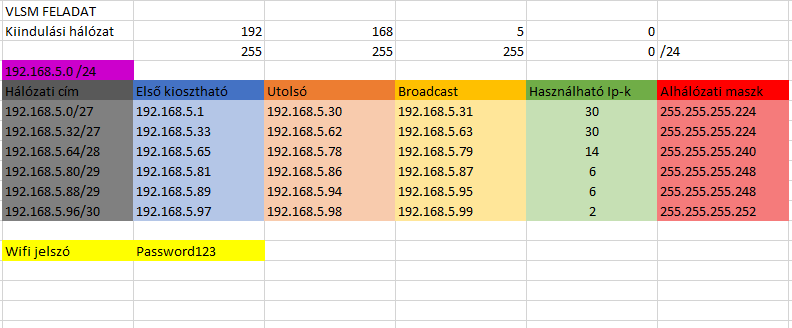 VLSM FELADAT
Kiindulási hálózat 192 168 5 0
255 255 255 0 /24
192.168.5.0 /24
Hálózati cím Első kiosztható Utolsó Broadcast Használható Ip-k Alhálózati maszk
192.168.5.0/27 192.168.5.1 192.168.5.30 192.168.5.31 30 255.255.255.224
192.168.5.32/27 192.168.5.33 192.168.5.62 192.168.5.63 30 255.255.255.224
192.168.5.64/28 192.168.5.65 192.168.5.78 192.168.5.79 14 255.255.255.240
192.168.5.80/29 192.168.5.81 192.168.5.86 192.168.5.87 6 255.255.255.248
192.168.5.88/29 192.168.5.89 192.168.5.94 192.168.5.95 6 255.255.255.248
192.168.5.96/30 192.168.5.97 192.168.5.98 192.168.5.99 2 255.255.255.252
Wifi jelszó Password123